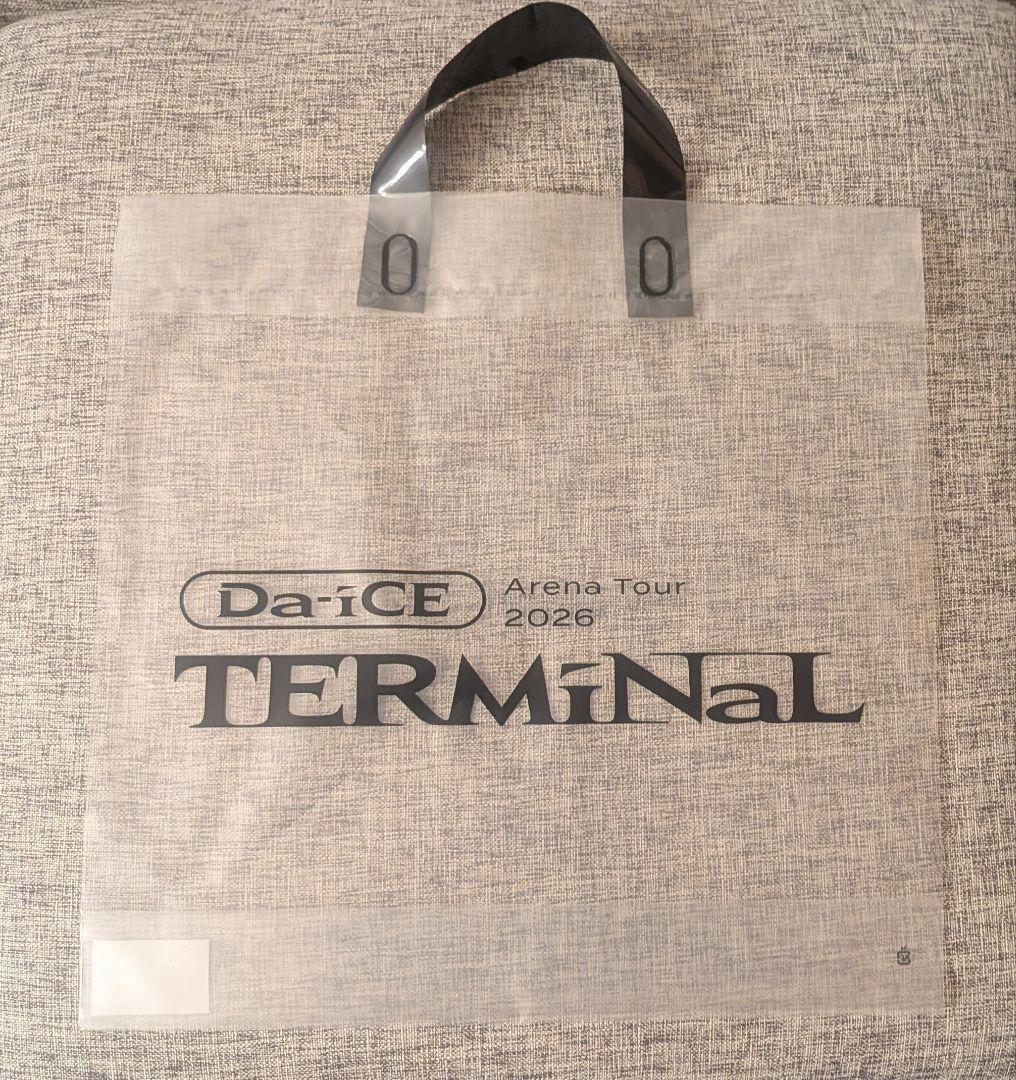 Da-iCE
Arena Tour
2026
TERMiNaL